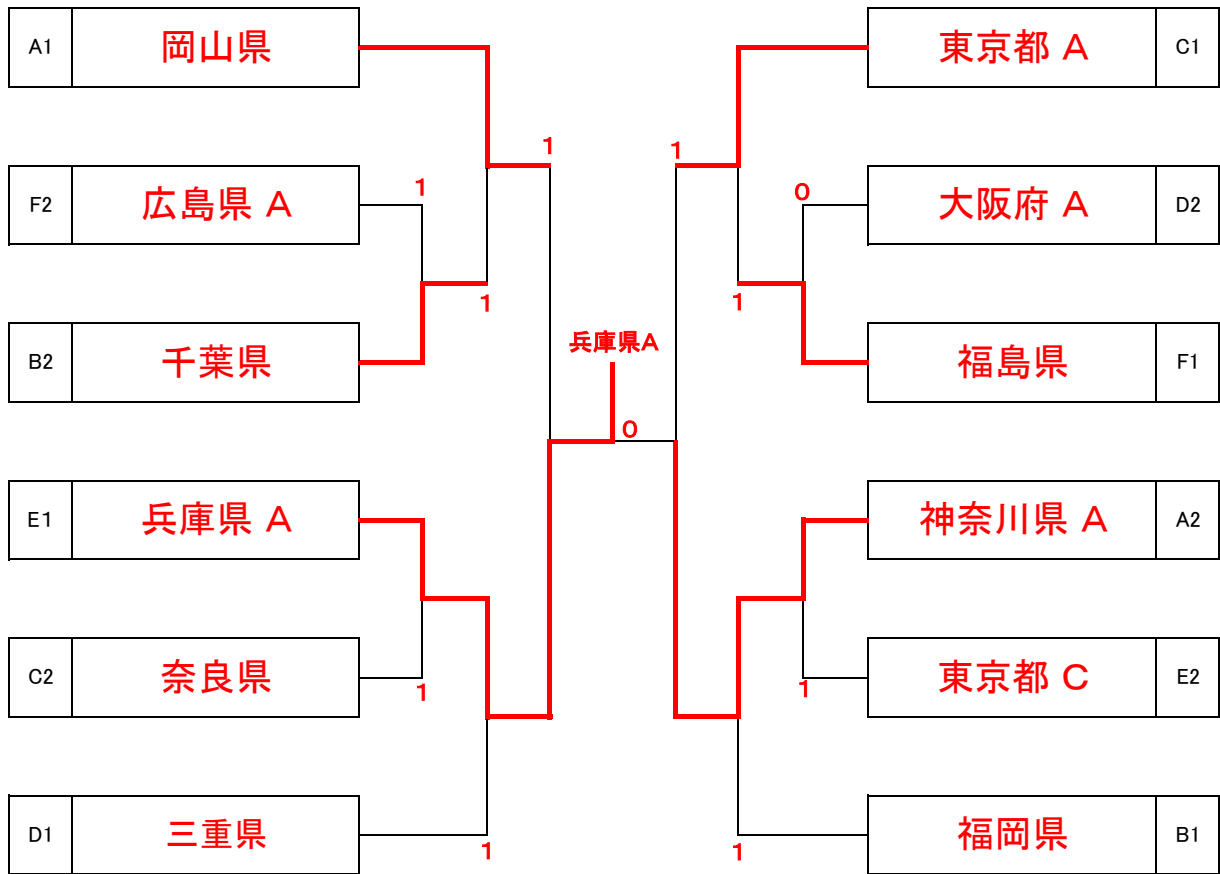 A1 岡山県
東京都 A C1
1
1
F2 広島県 A
1
0
大阪府 A D2
1
1
B2 千葉県
兵庫県A
福島県 F1
0
E1 兵庫県 A
神奈川県 A A2
C2 奈良県
1
1
東京都 C E2
D1 三重県
1
1
福岡県 B1